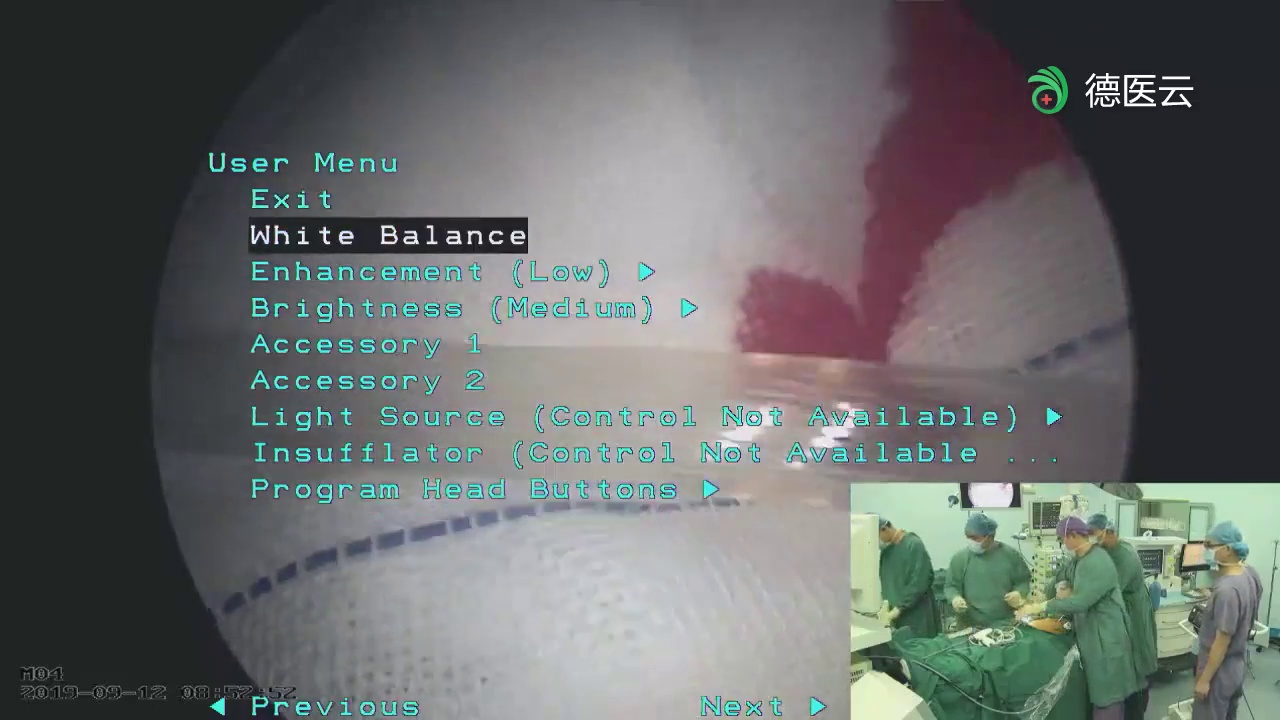 德医云
User Menu
Exit
White Balance
Enhancement (Low) ▶
Brightness (Medium) ▶
Accessory 1
Accessory 2
Light Source (Control Not Available) ▶
Insufflator (Control Not Available ...
Program Head Buttons ▶
M04
2019-09-12 08:52:52
◀ Previous
Next ▶